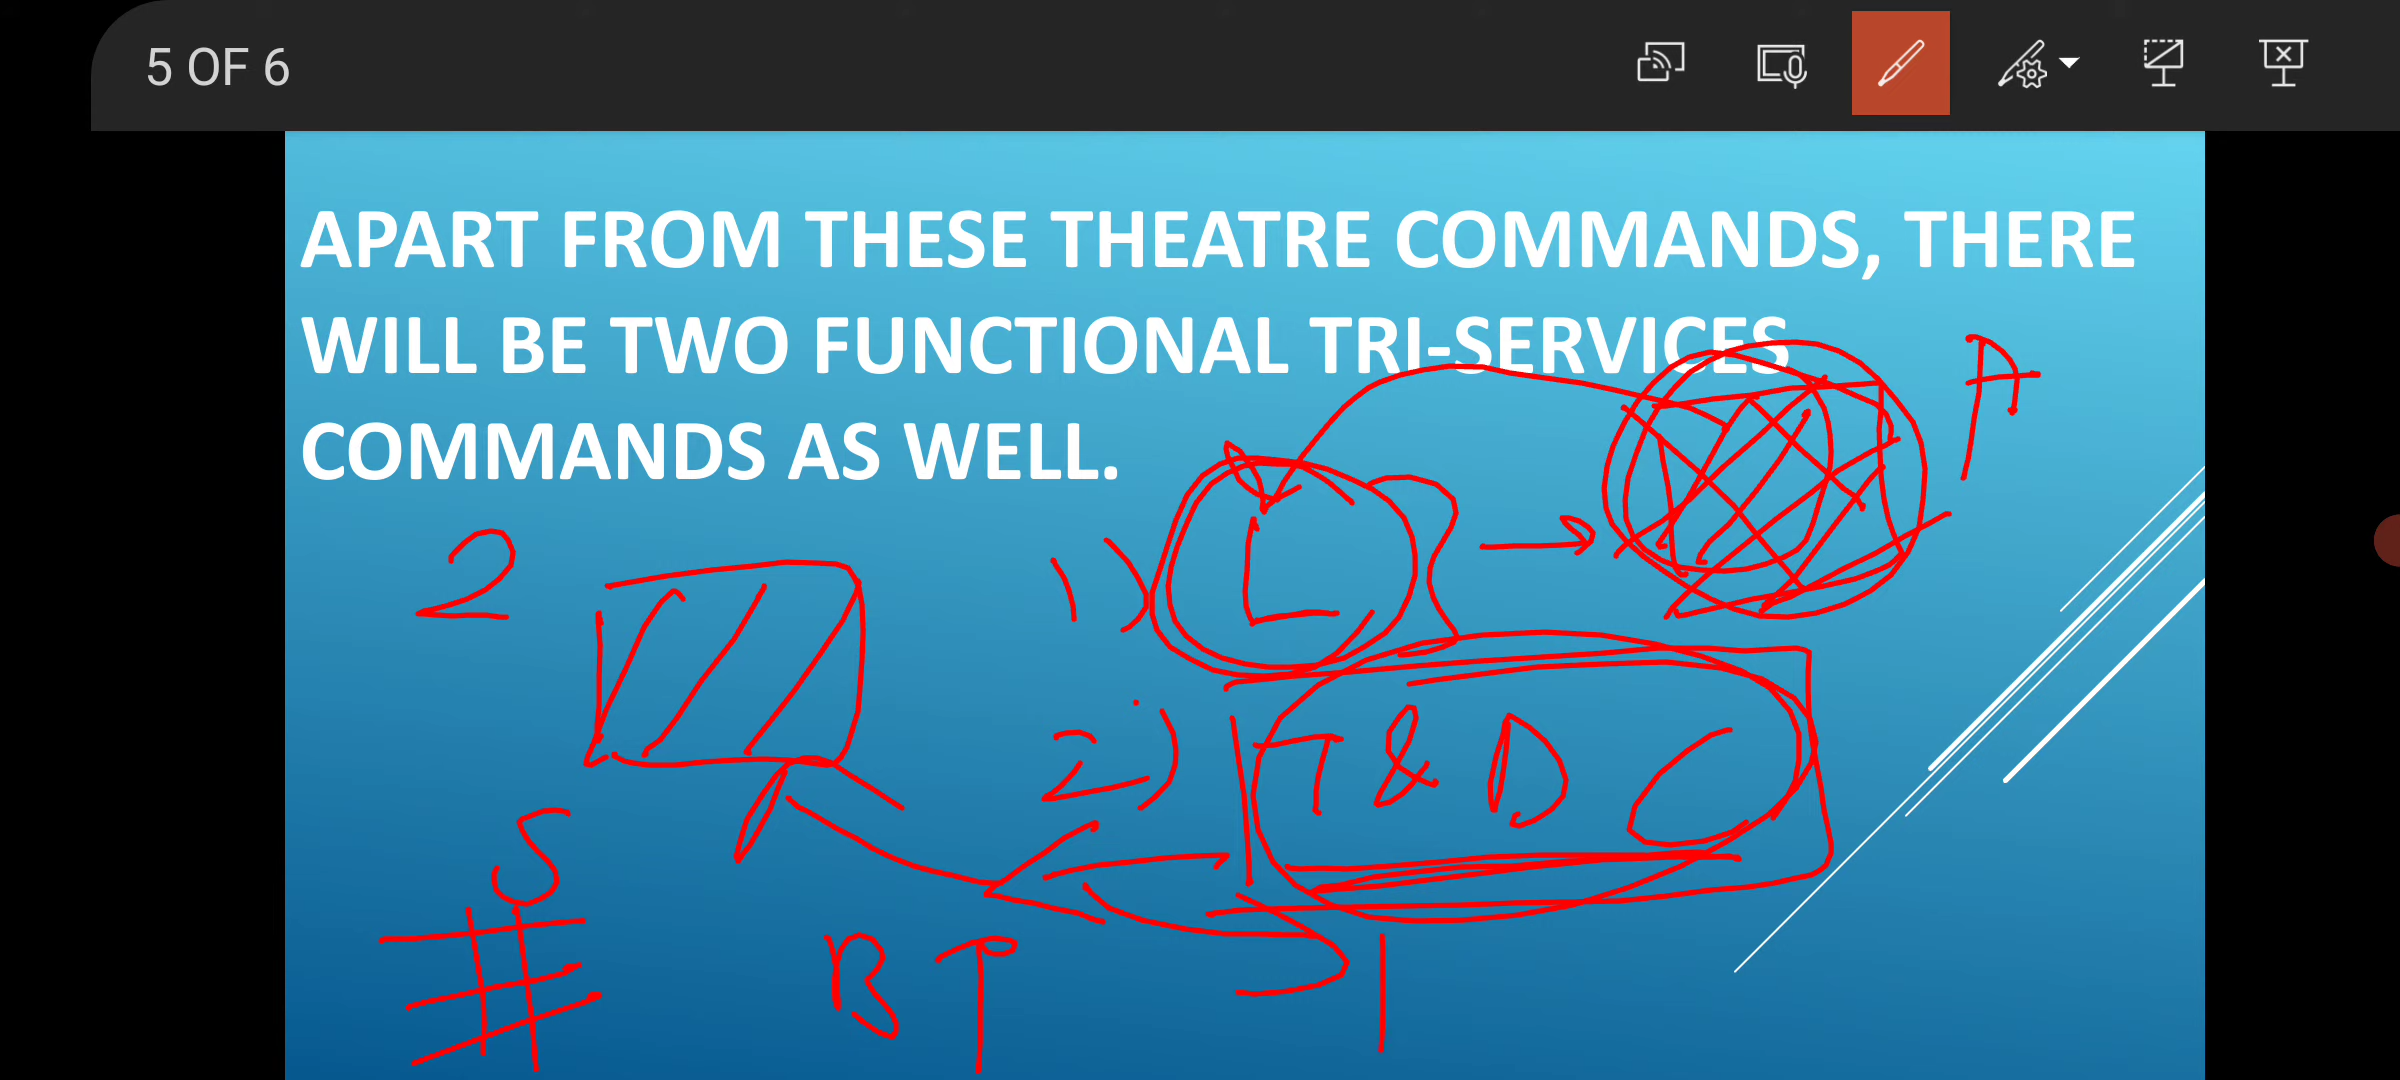 5 OF 6
APART FROM THESE THEATRE COMMANDS, THERE
WILL BE TWO FUNCTIONAL TRI-SERVICES
COMMANDS AS WELL.
2
1) L
2) T & D C
S
B T